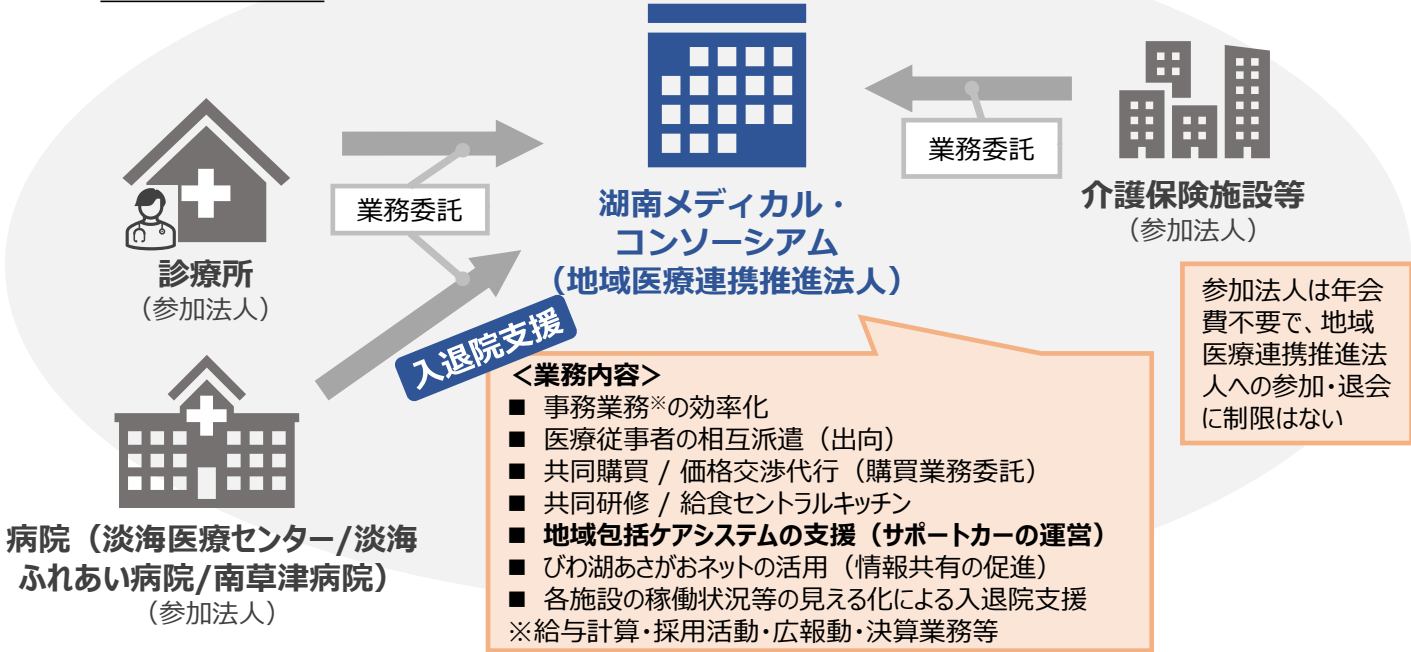 湖南メディカル・
コンソーシアム
（地域医療連携推進法人）
業務委託
業務委託
診療所
（参加法人）
介護保険施設等
（参加法人）
参加法人は年会
費不要で、地域
医療連携推進法
人への参加・退会
に制限はない
入退院支援
病院（淡海医療センター/淡海
ふれあい病院/南草津病院）
（参加法人）
＜業務内容＞
■ 事務業務※の効率化
■ 医療従事者の相互派遣（出向）
■ 共同購買 / 価格交渉代行（購買業務委託）
■ 共同研修 / 給食セントラルキッチン
■ 地域包括ケアシステムの支援（サポートカーの運営）
■ びわ湖あさがおネットの活用（情報共有の促進）
■ 各施設の稼働状況等の見える化による入退院支援
※給与計算・採用活動・広報動・決算業務等